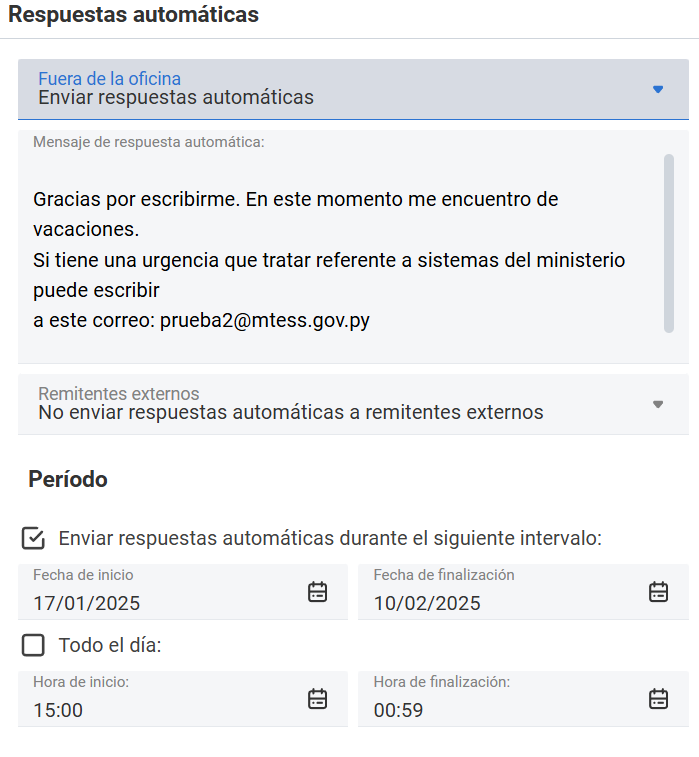 Respuestas automáticas
Fuera de la oficina
Enviar respuestas automáticas
Mensaje de respuesta automática:
Gracias por escribirme. En este momento me encuentro de
vacaciones.
Si tiene una urgencia que tratar referente a sistemas del ministerio
puede escribir
a este correo: prueba2@mtess.gov.py
Remitentes externos
No enviar respuestas automáticas a remitentes externos
Período
Enviar respuestas automáticas durante el siguiente intervalo:
Fecha de inicio
17/01/2025
Fecha de finalización
10/02/2025
Todo el día:
Hora de inicio:
15:00
Hora de finalización:
00:59